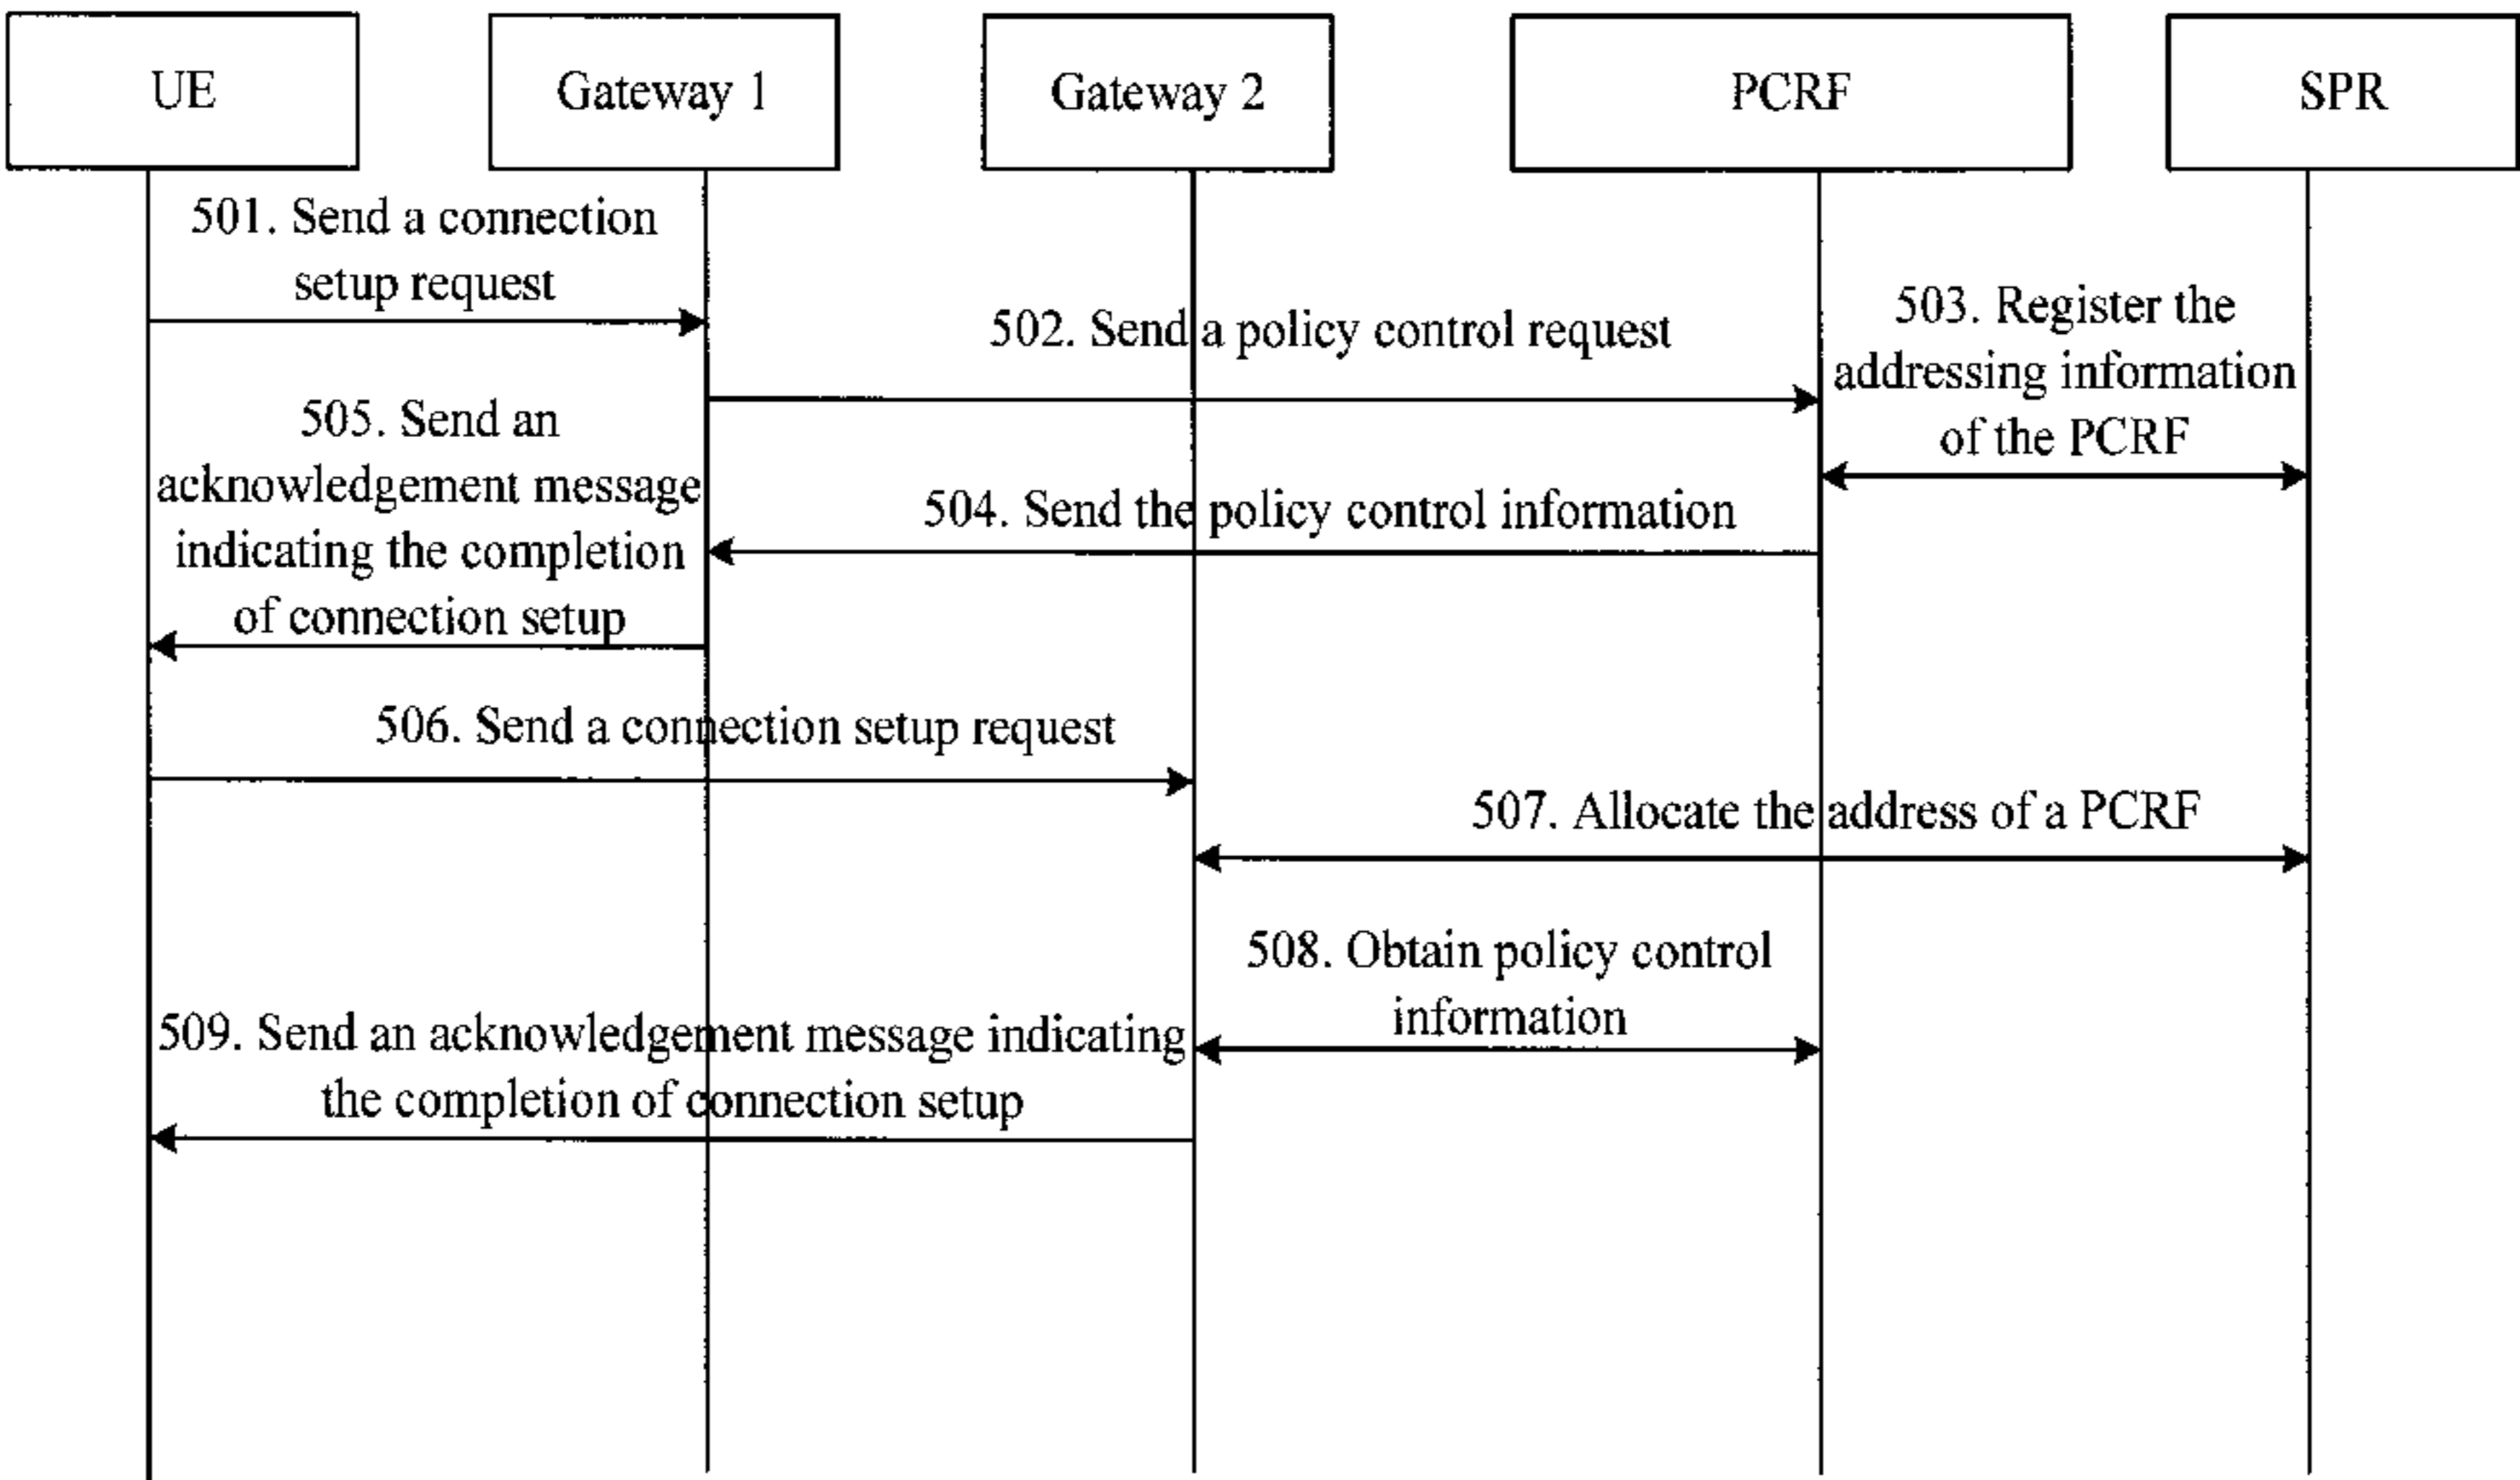 UE
Gateway 1
Gateway 2
PCRF
SPR
501. Send a connection
setup request
502. Send a policy control request
503. Register the
addressing information
of the PCRF
504. Send the policy control information
505. Send an
acknowledgement message
indicating the completion
of connection setup
506. Send a connection setup request
507. Allocate the address of a PCRF
508. Obtain policy control
information
509. Send an acknowledgement message indicating
the completion of connection setup